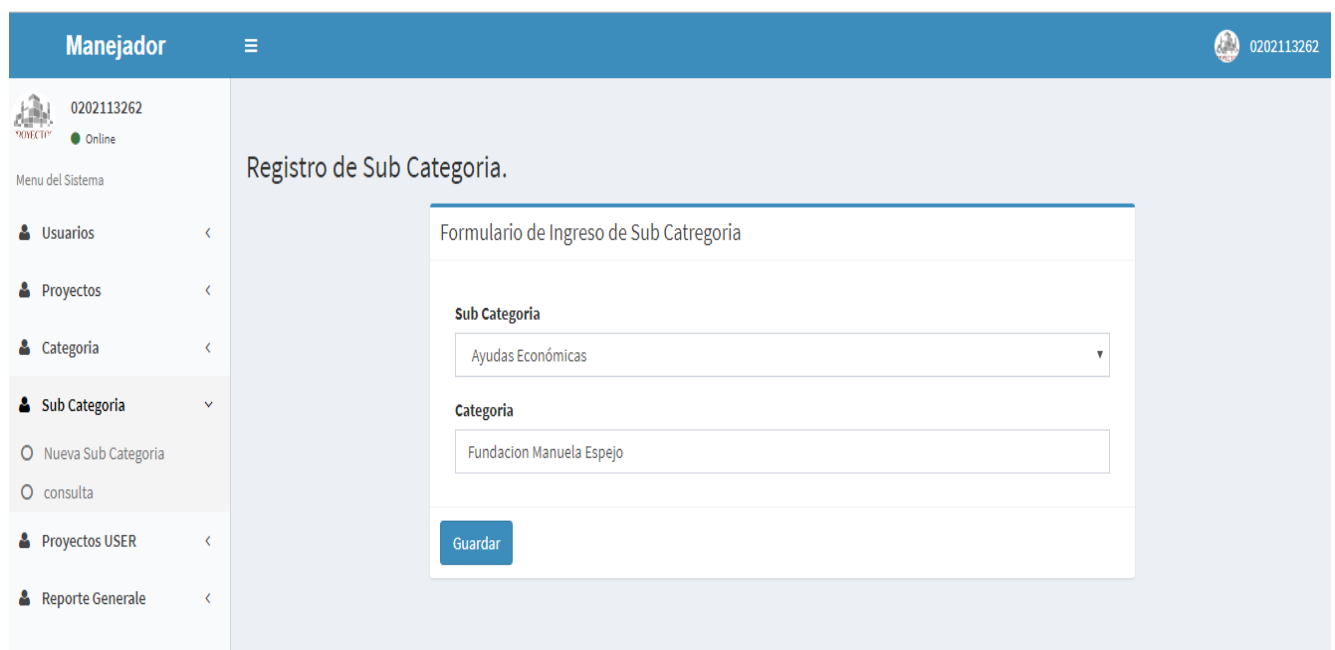 Manejador
0202113262
PROYECTOS
0202113262
Online
Menu del Sistema
Usuarios
Proyectos
Categoria
Sub Categoria
Nueva Sub Categoria
consulta
Proyectos USER
Reporte Generale
Registro de Sub Categoria.
Formulario de Ingreso de Sub Catregoria
Sub Categoria
Ayudas Económicas
Categoria
Fundacion Manuela Espejo
Guardar